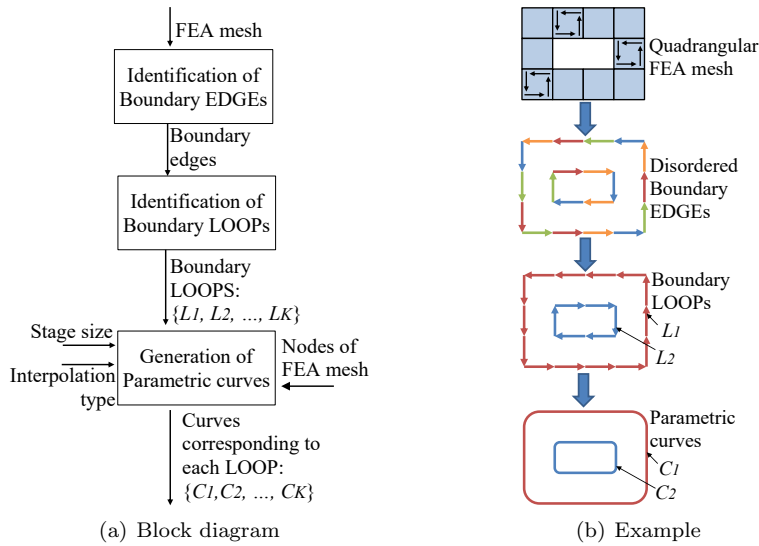 FEA mesh
Identification of
Boundary EDGEs
Boundary
edges
Identification of
Boundary LOOPs
Boundary
LOOPS:
{L1, L2, ..., LK}
Stage size
Interpolation
type
Generation of
Parametric curves
Nodes of
FEA mesh
Curves
corresponding to
each LOOP:
{C1,C2, ..., CK}
(a) Block diagram
Quadrangular
FEA mesh
Disordered
Boundary
EDGEs
Boundary
LOOPs
L1
L2
Parametric
curves
C1
C2
(b) Example